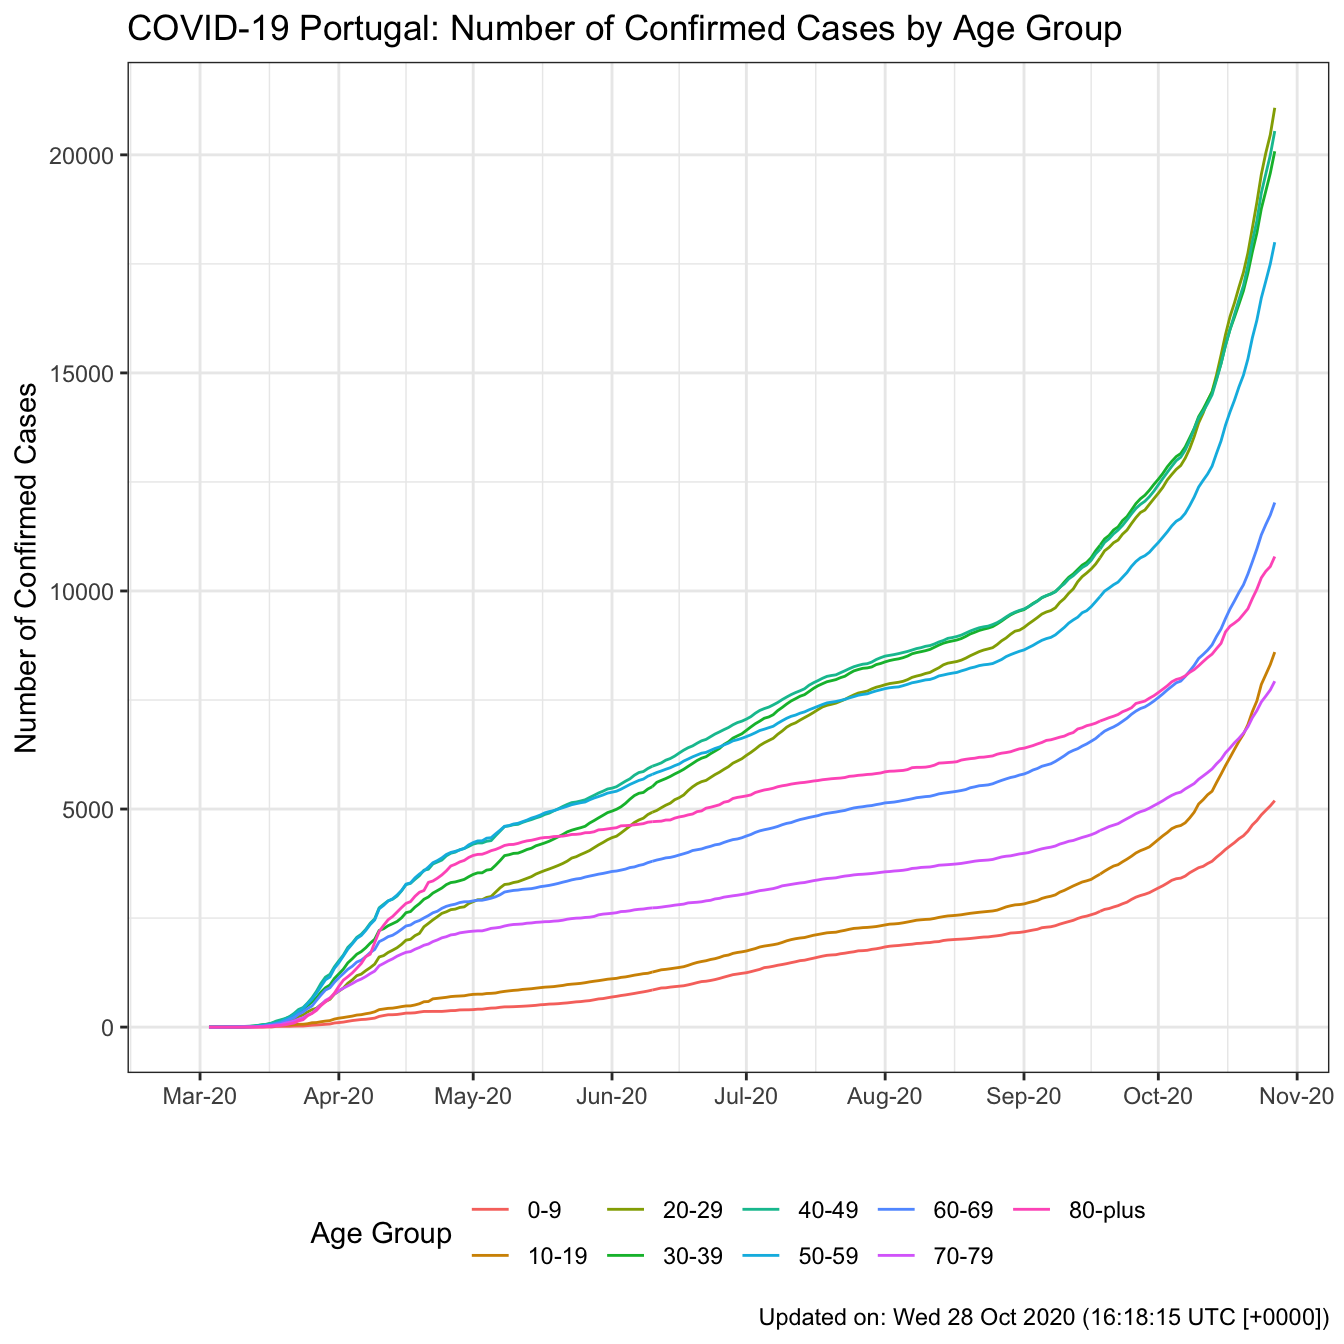 COVID-19 Portugal: Number of Confirmed Cases by Age Group
Number of Confirmed Cases
20000
15000
10000
5000
0
Mar-20 Apr-20 May-20 Jun-20 Jul-20 Aug-20 Sep-20 Oct-20 Nov-20
Age Group
0-9 20-29 40-49 60-69 80-plus
10-19 30-39 50-59 70-79
Updated on: Wed 28 Oct 2020 (16:18:15 UTC [+0000])